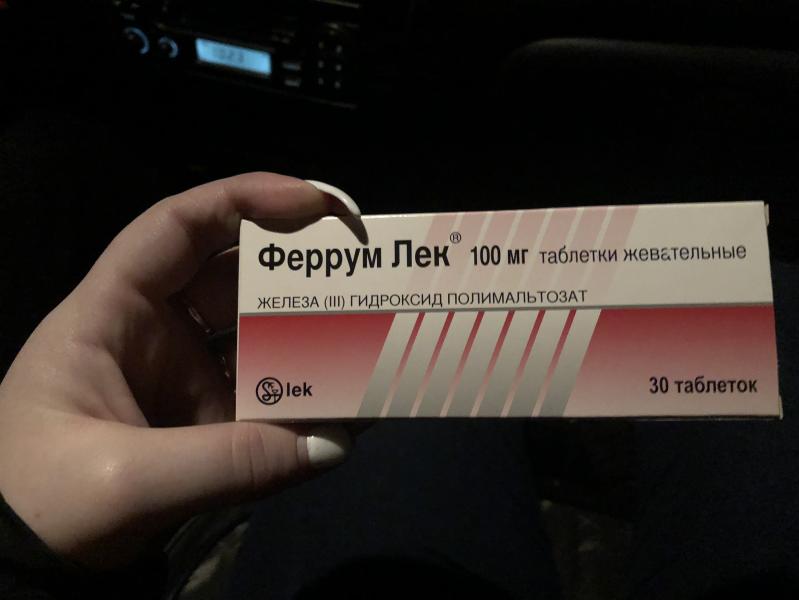 Феррум Лек® 100 мг таблетки жевательные
ЖЕЛЕЗА (III) ГИДРОКСИД ПОЛИМАЛЬТОЗАТ
lek
30 таблеток